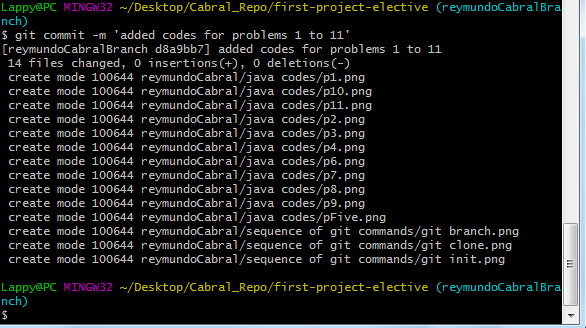 Lappy@PC MINGW32 ~/Desktop/Cabral_Repo/first-project-elective (reymundoCabralBra
nch)
$ git commit -m 'added codes for problems 1 to 11'
[reymundoCabralBranch d8a9bb7] added codes for problems 1 to 11
 14 files changed, 0 insertions(+), 0 deletions(-)
 create mode 100644 reymundoCabral/java codes/p1.png
 create mode 100644 reymundoCabral/java codes/p10.png
 create mode 100644 reymundoCabral/java codes/p11.png
 create mode 100644 reymundoCabral/java codes/p2.png
 create mode 100644 reymundoCabral/java codes/p3.png
 create mode 100644 reymundoCabral/java codes/p4.png
 create mode 100644 reymundoCabral/java codes/p6.png
 create mode 100644 reymundoCabral/java codes/p7.png
 create mode 100644 reymundoCabral/java codes/p8.png
 create mode 100644 reymundoCabral/java codes/p9.png
 create mode 100644 reymundoCabral/java codes/pFive.png
 create mode 100644 reymundoCabral/sequence of git commands/git branch.png
 create mode 100644 reymundoCabral/sequence of git commands/git clone.png
 create mode 100644 reymundoCabral/sequence of git commands/git init.png
Lappy@PC MINGW32 ~/Desktop/Cabral_Repo/first-project-elective (reymundoCabralBra
nch)
$